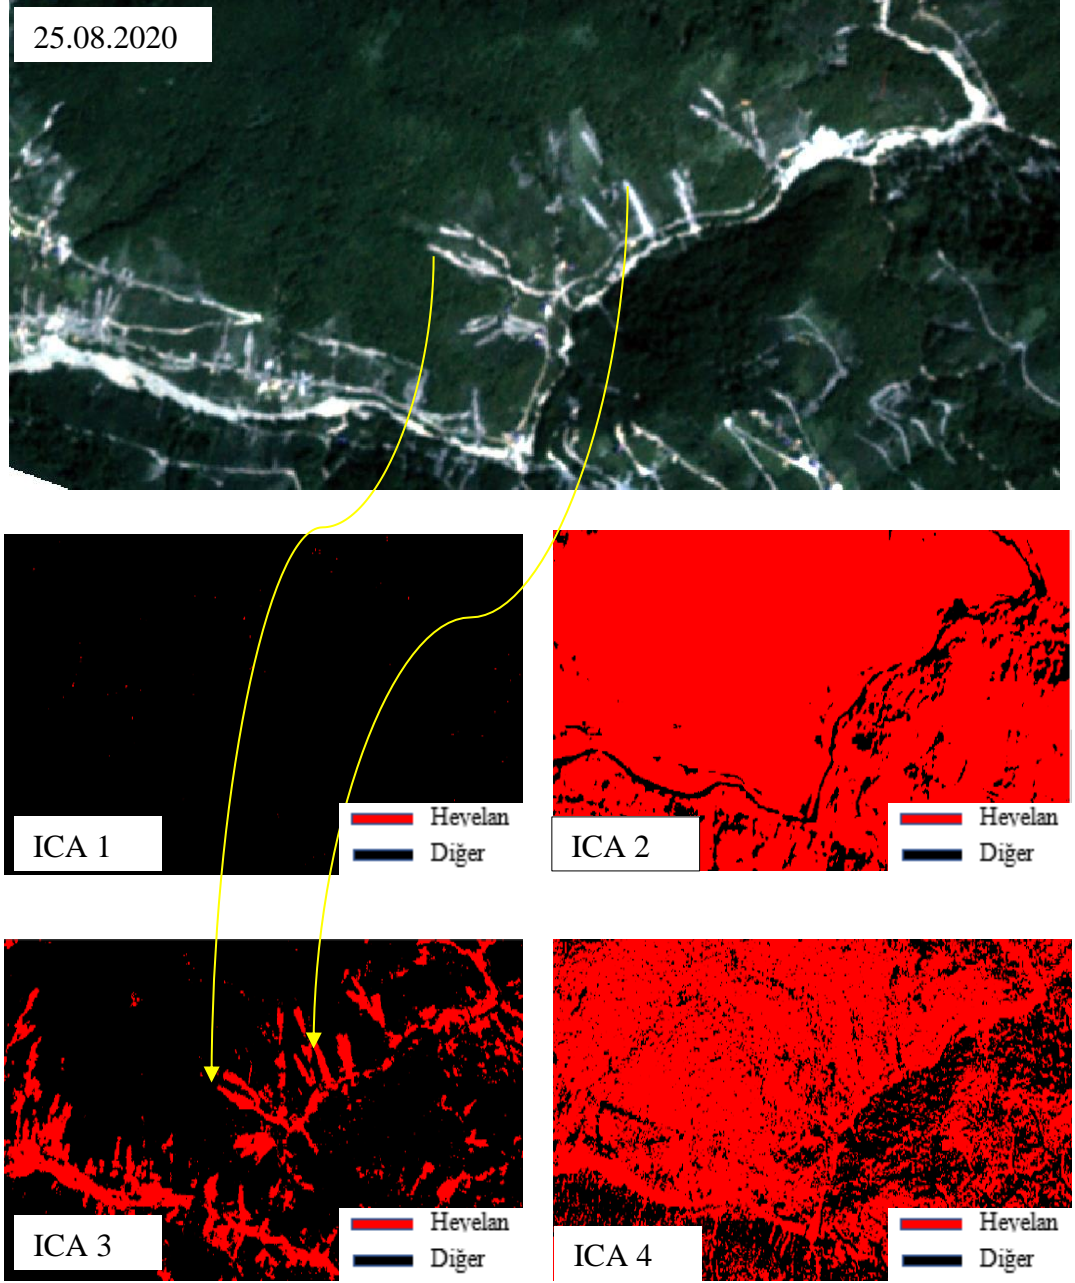 25.08.2020
Heyelan
Diğer
ICA 1
Heyelan
Diğer
ICA 2
Heyelan
Diğer
ICA 3
Heyelan
Diğer
ICA 4